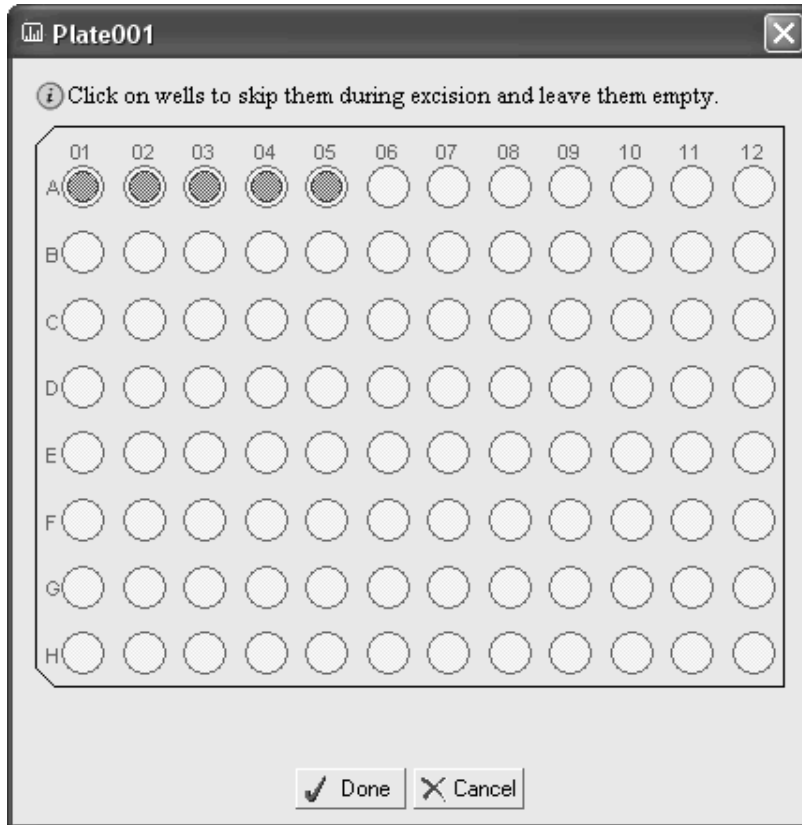 Plate001
Click on wells to skip them during excision and leave them empty.
01 02 03 04 05 06 07 08 09 10 11 12
A
B
C
D
E
F
G
H
Done Cancel